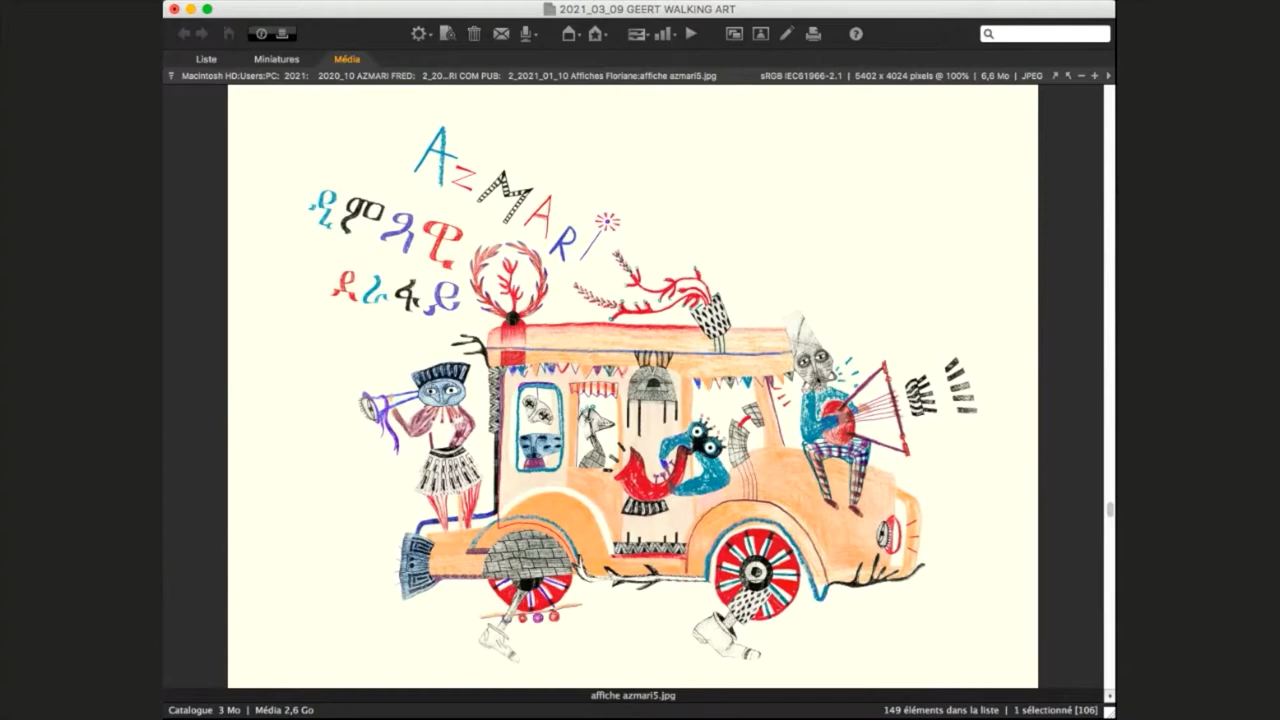 2021_03_09 GEERT WALKING ART
Liste Miniatures Média
Macintosh HD:Users:PC: 2021: 2020_10 AZMARI FRED: 2_20...RI COM PUB: 2_2021_01_10 Affiches Floriane:affiche azmari5.jpg sRGB IEC61966-2.1 | 5402 x 4024 pixels @ 100% | 6,6 Mo | JPEG
AzMARi
ዲምዳዊ
ደራፋይ
affiche azmari5.jpg
Catalogue 3 Mo | Média 2,6 Go 149 éléments dans la liste | 1 sélectionné [106]